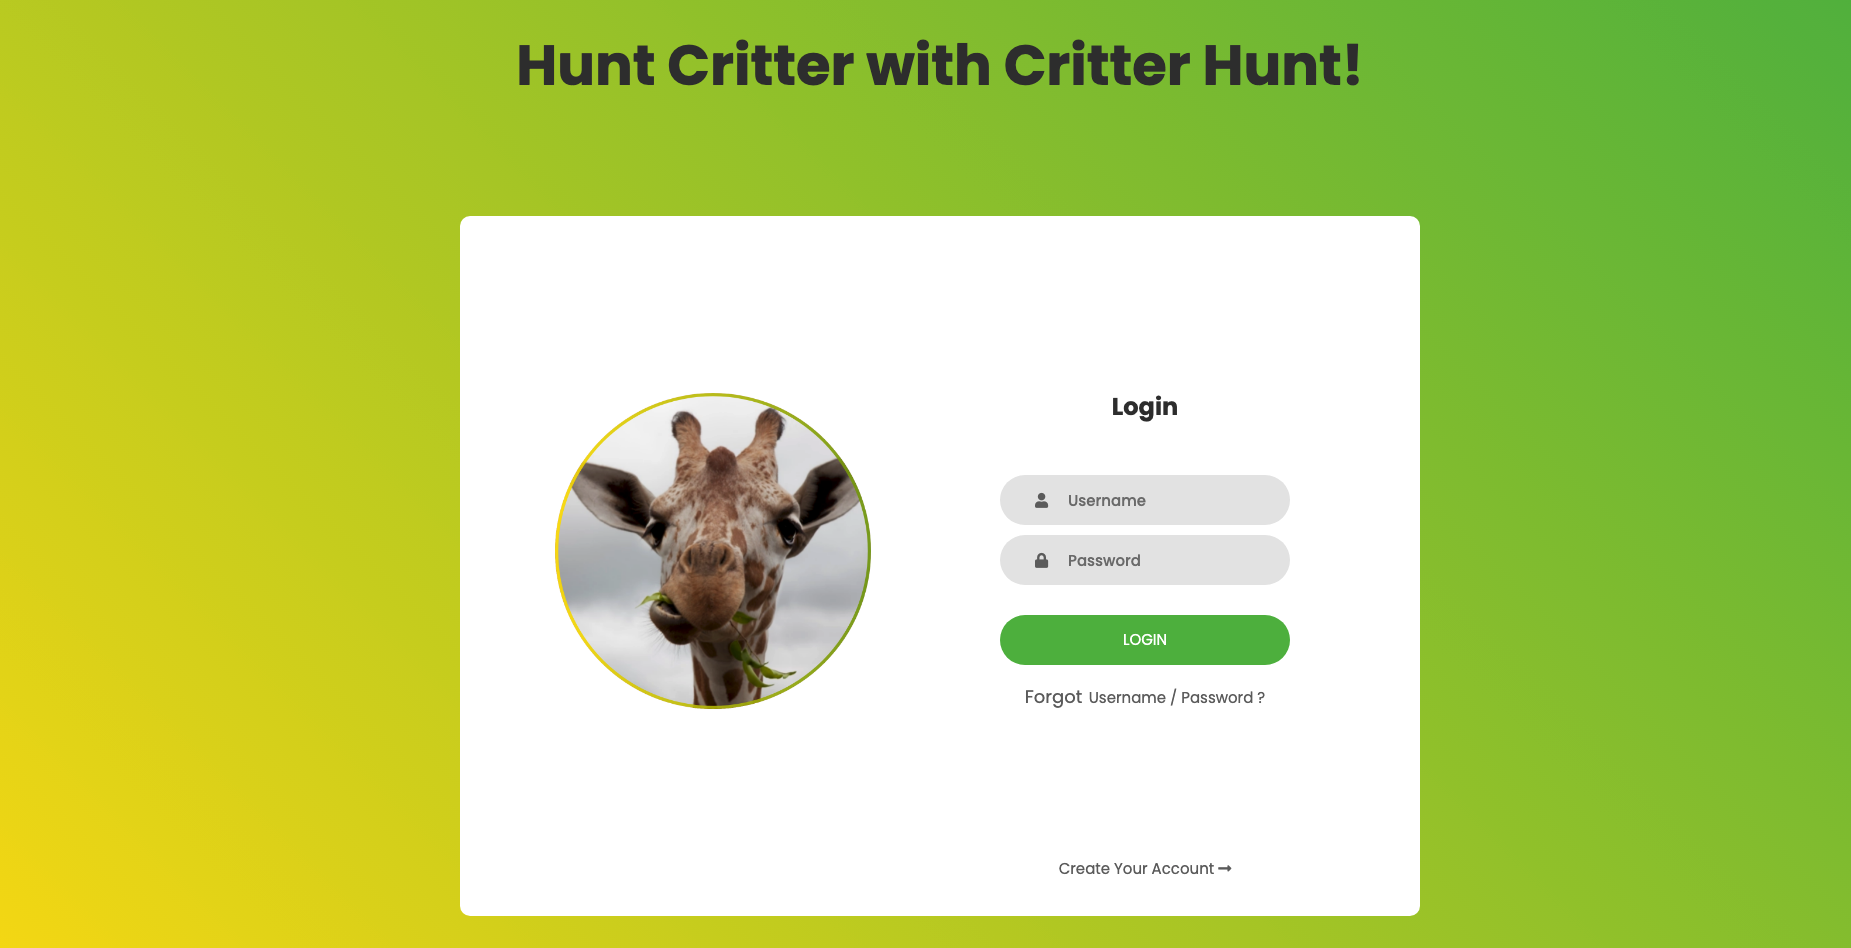 Hunt Critter with Critter Hunt!
Login
Username
Password
LOGIN
Forgot Username / Password ?
Create Your Account